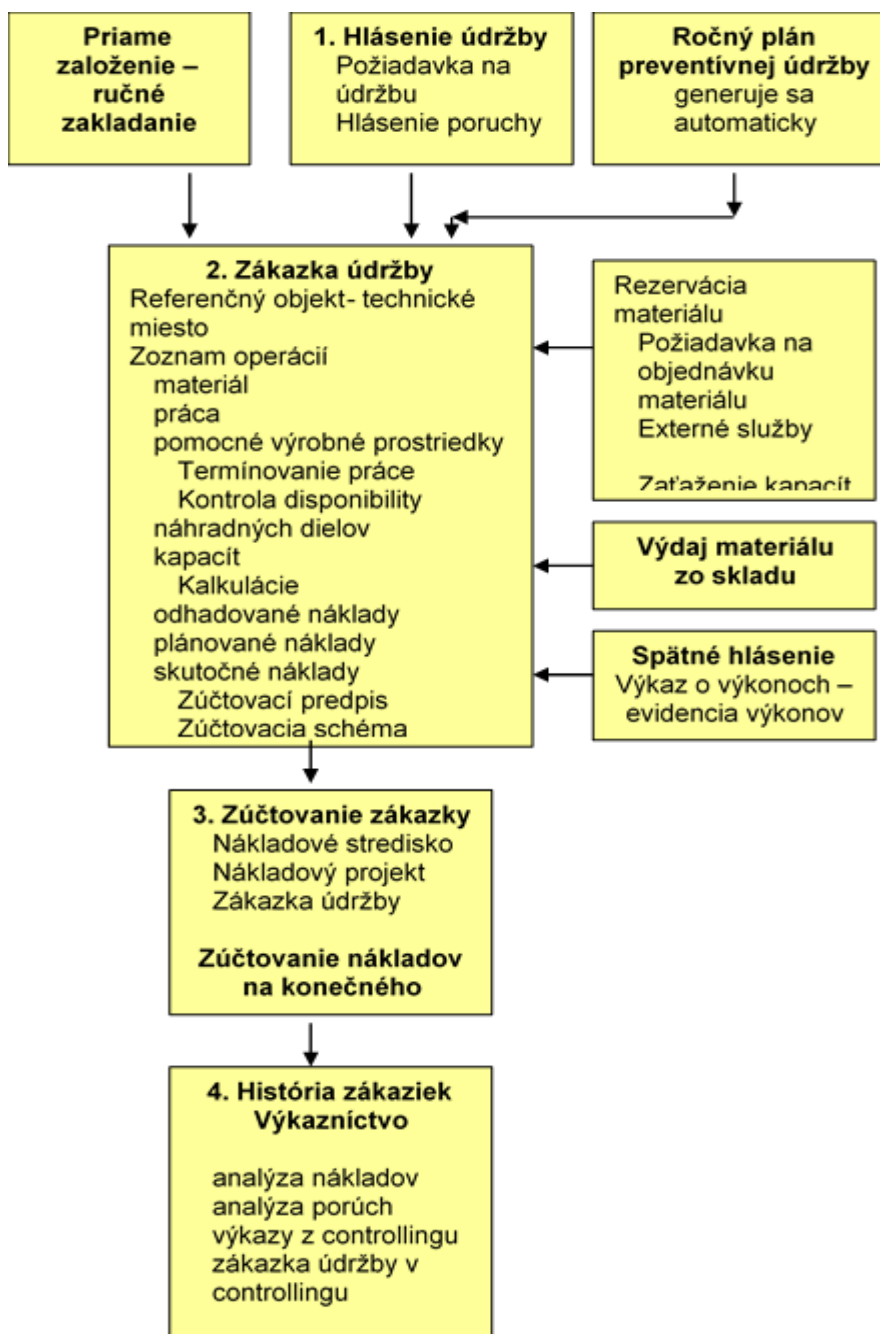 Priame
založenie –
ručné
zakladanie
1. Hlásenie údržby
Požiadavka na
údržbu
Hlásenie poruchy
Ročný plán
preventívnej údržby
generuje sa
automaticky
2. Zákazka údržby
Referenčný objekt- technické
miesto
Zoznam operácií
materiál
práca
pomocné výrobné prostriedky
Termínovanie práce
Kontrola disponibility
náhradných dielov
kapacít
Kalkulácie
odhadované náklady
plánované náklady
skutočné náklady
Zúčtovací predpis
Zúčtovacia schéma
Rezervácia
materiálu
Požiadavka na
objednávku
materiálu
Externé služby
Zaťaženie kapacít
Výdaj materiálu
zo skladu
Spätné hlásenie
Výkaz o výkonoch –
evidencia výkonov
3. Zúčtovanie zákazky
Nákladové stredisko
Nákladový projekt
Zákazka údržby
Zúčtovanie nákladov
na konečného
4. História zákaziek
Výkazníctvo
analýza nákladov
analýza porúch
výkazy z controllingu
zákazka údržby v
controllingu